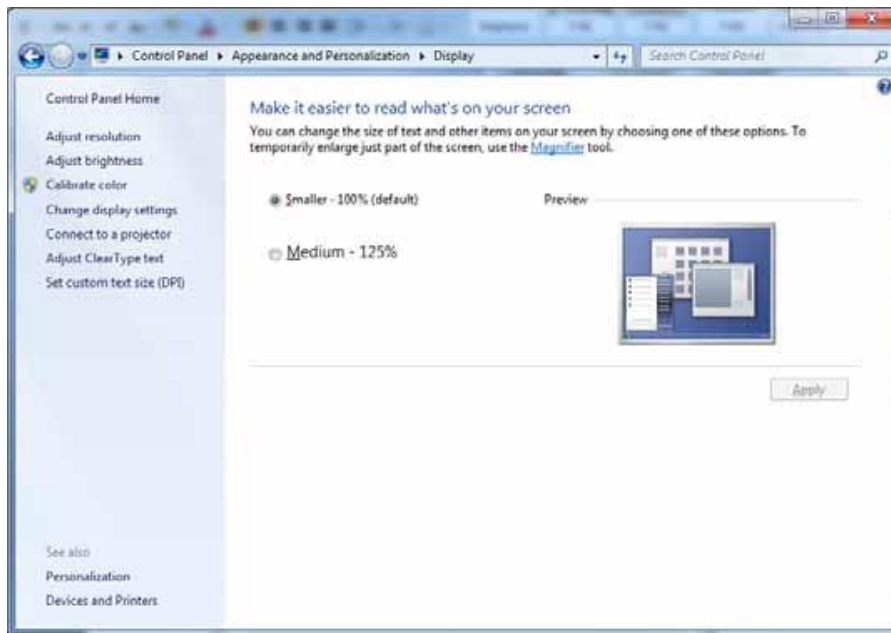 Control Panel Appearance and Personalization Display Search Control Panel
Control Panel Home
Adjust resolution
Adjust brightness
Calibrate color
Change display settings
Connect to a projector
Adjust ClearType text
Set custom text size (DPI)
Make it easier to read what's on your screen
You can change the size of text and other items on your screen by choosing one of these options. To
temporarily enlarge just part of the screen, use the Magnifier tool.
Smaller - 100% (default)
Preview
Medium - 125%
Apply
See also
Personalization
Devices and Printers